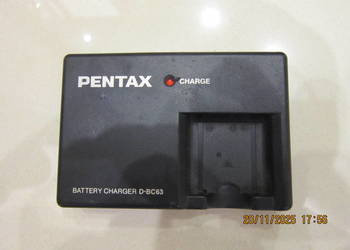 PENTAX CHARGE
BATTERY CHARGER D-BC63
20/11/2025 17:56